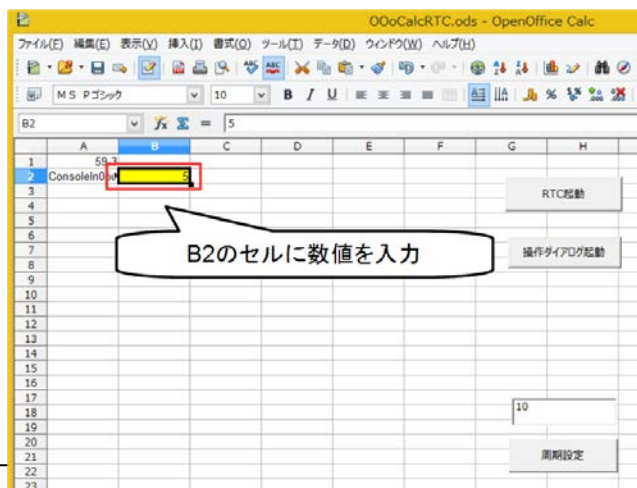 OOoCalcRTC.ods - OpenOffice Calc
ファイル(F) 編集(E) 表示(V) 挿入(I) 書式(O) ツール(T) データ(D) ウィンドウ(W) ヘルプ(H)
MS Pゴシック 10 B I U
B2 fx Σ = 5
A B C D E F G H
1 59.3
2 ConsoleIn0ou 5
3 RTC起動
4
5
6
7 B2のセルに数値を入力 操作ダイアログ起動
8
9
10
11
12
13
14
15
16
17
18 10
19
20
21 周期設定
22
23